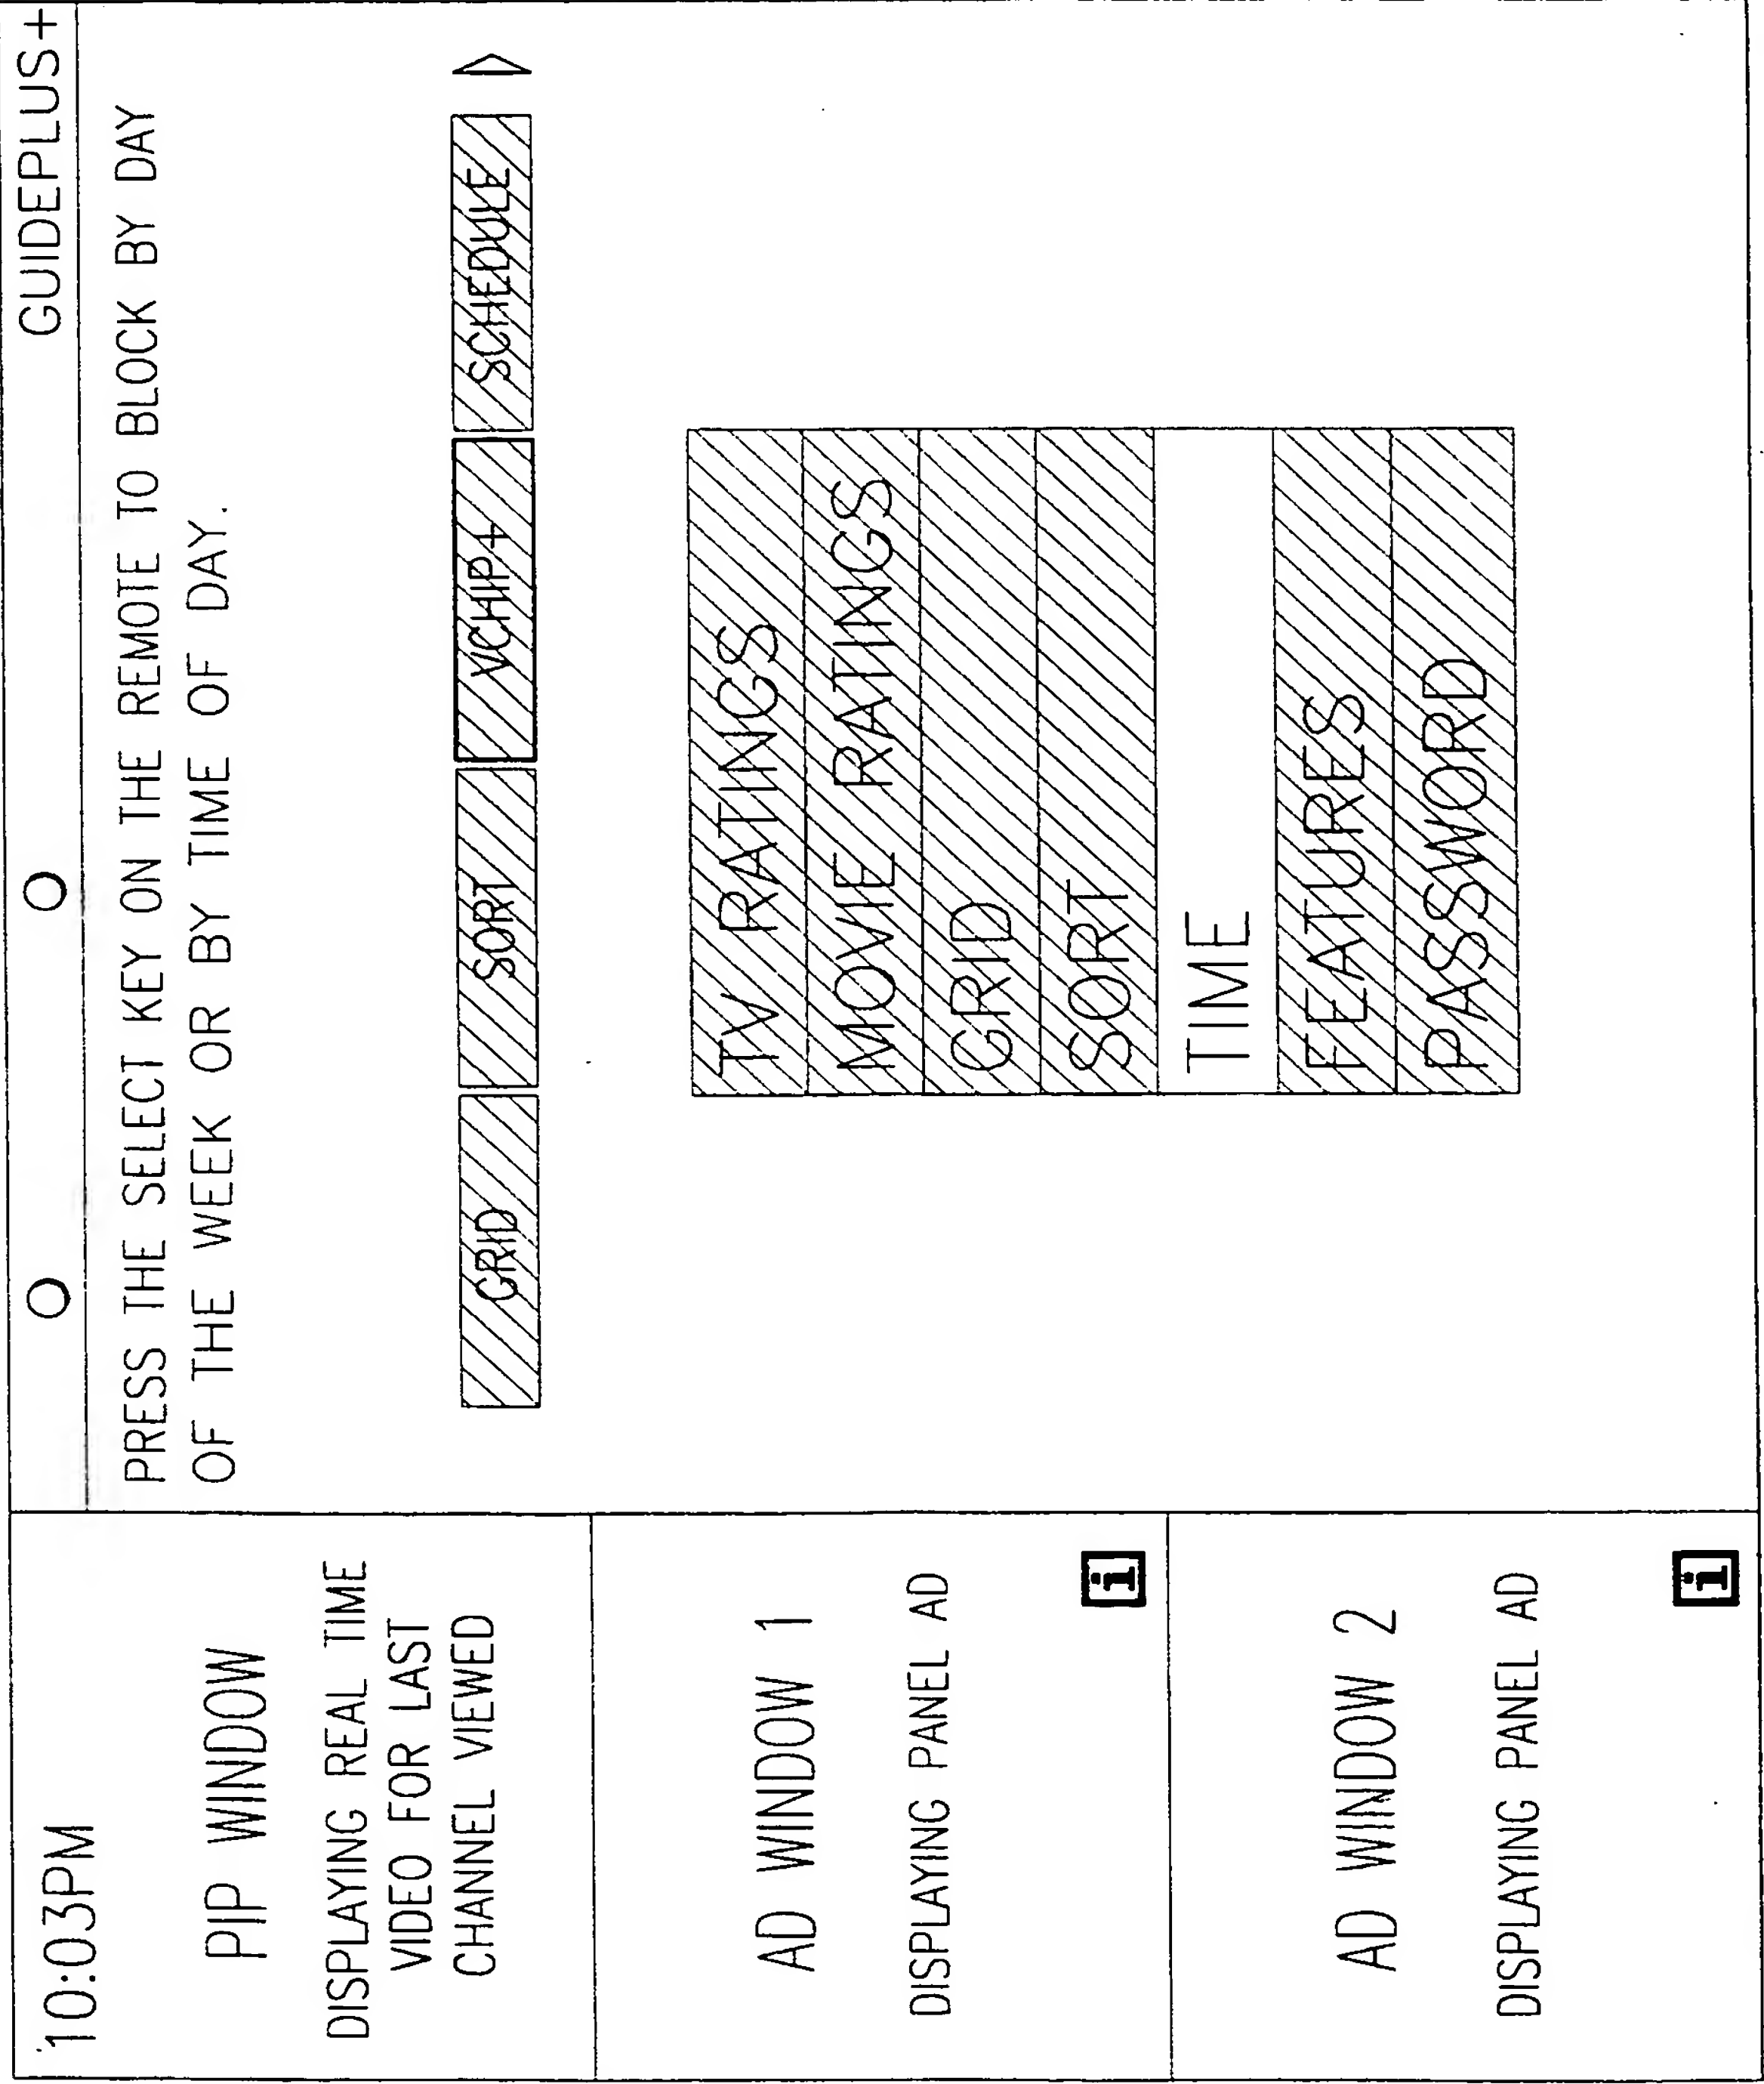 10:03PM
GUIDEPLUS+
PIP WINDOW
DISPLAYING REAL TIME
VIDEO FOR LAST
CHANNEL VIEWED
AD WINDOW 1
DISPLAYING PANEL AD
i
AD WINDOW 2
DISPLAYING PANEL AD
i
PRESS THE SELECT KEY ON THE REMOTE TO BLOCK BY DAY
OF THE WEEK OR BY TIME OF DAY.
GRID SORT VCHIP+ SCHEDULE
TV RATINGS
MOVIE RATINGS
GRID
SORT
TIME
FEATURES
PASSWORD